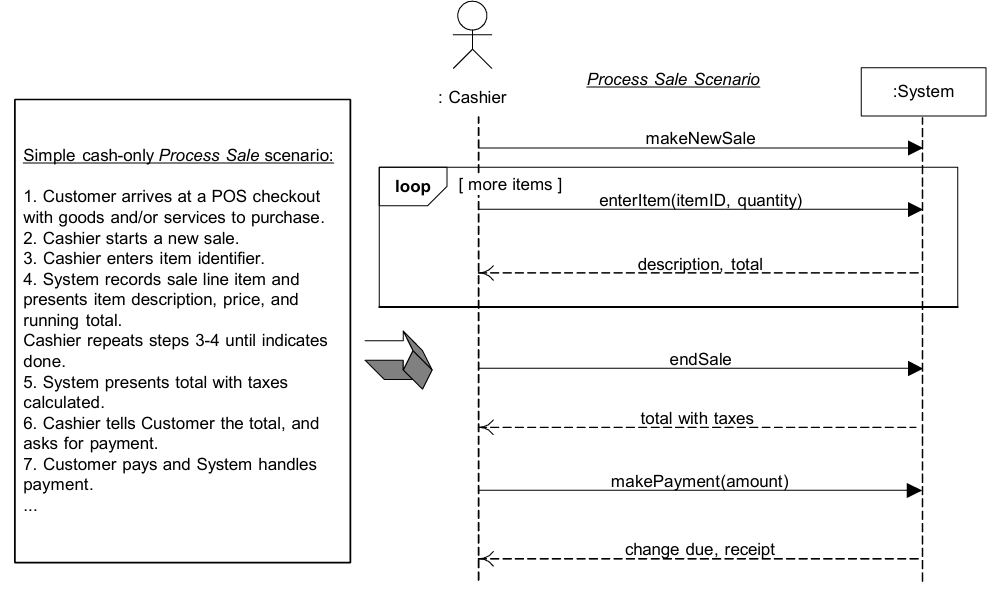 Process Sale Scenario
: Cashier
:System
Simple cash-only Process Sale scenario:
1. Customer arrives at a POS checkout
with goods and/or services to purchase.
2. Cashier starts a new sale.
3. Cashier enters item identifier.
4. System records sale line item and
presents item description, price, and
running total.
Cashier repeats steps 3-4 until indicates
done.
5. System presents total with taxes
calculated.
6. Cashier tells Customer the total, and
asks for payment.
7. Customer pays and System handles
payment.
...
makeNewSale
loop
[ more items ]
enterItem(itemID, quantity)
description, total
endSale
total with taxes
makePayment(amount)
change due, receipt